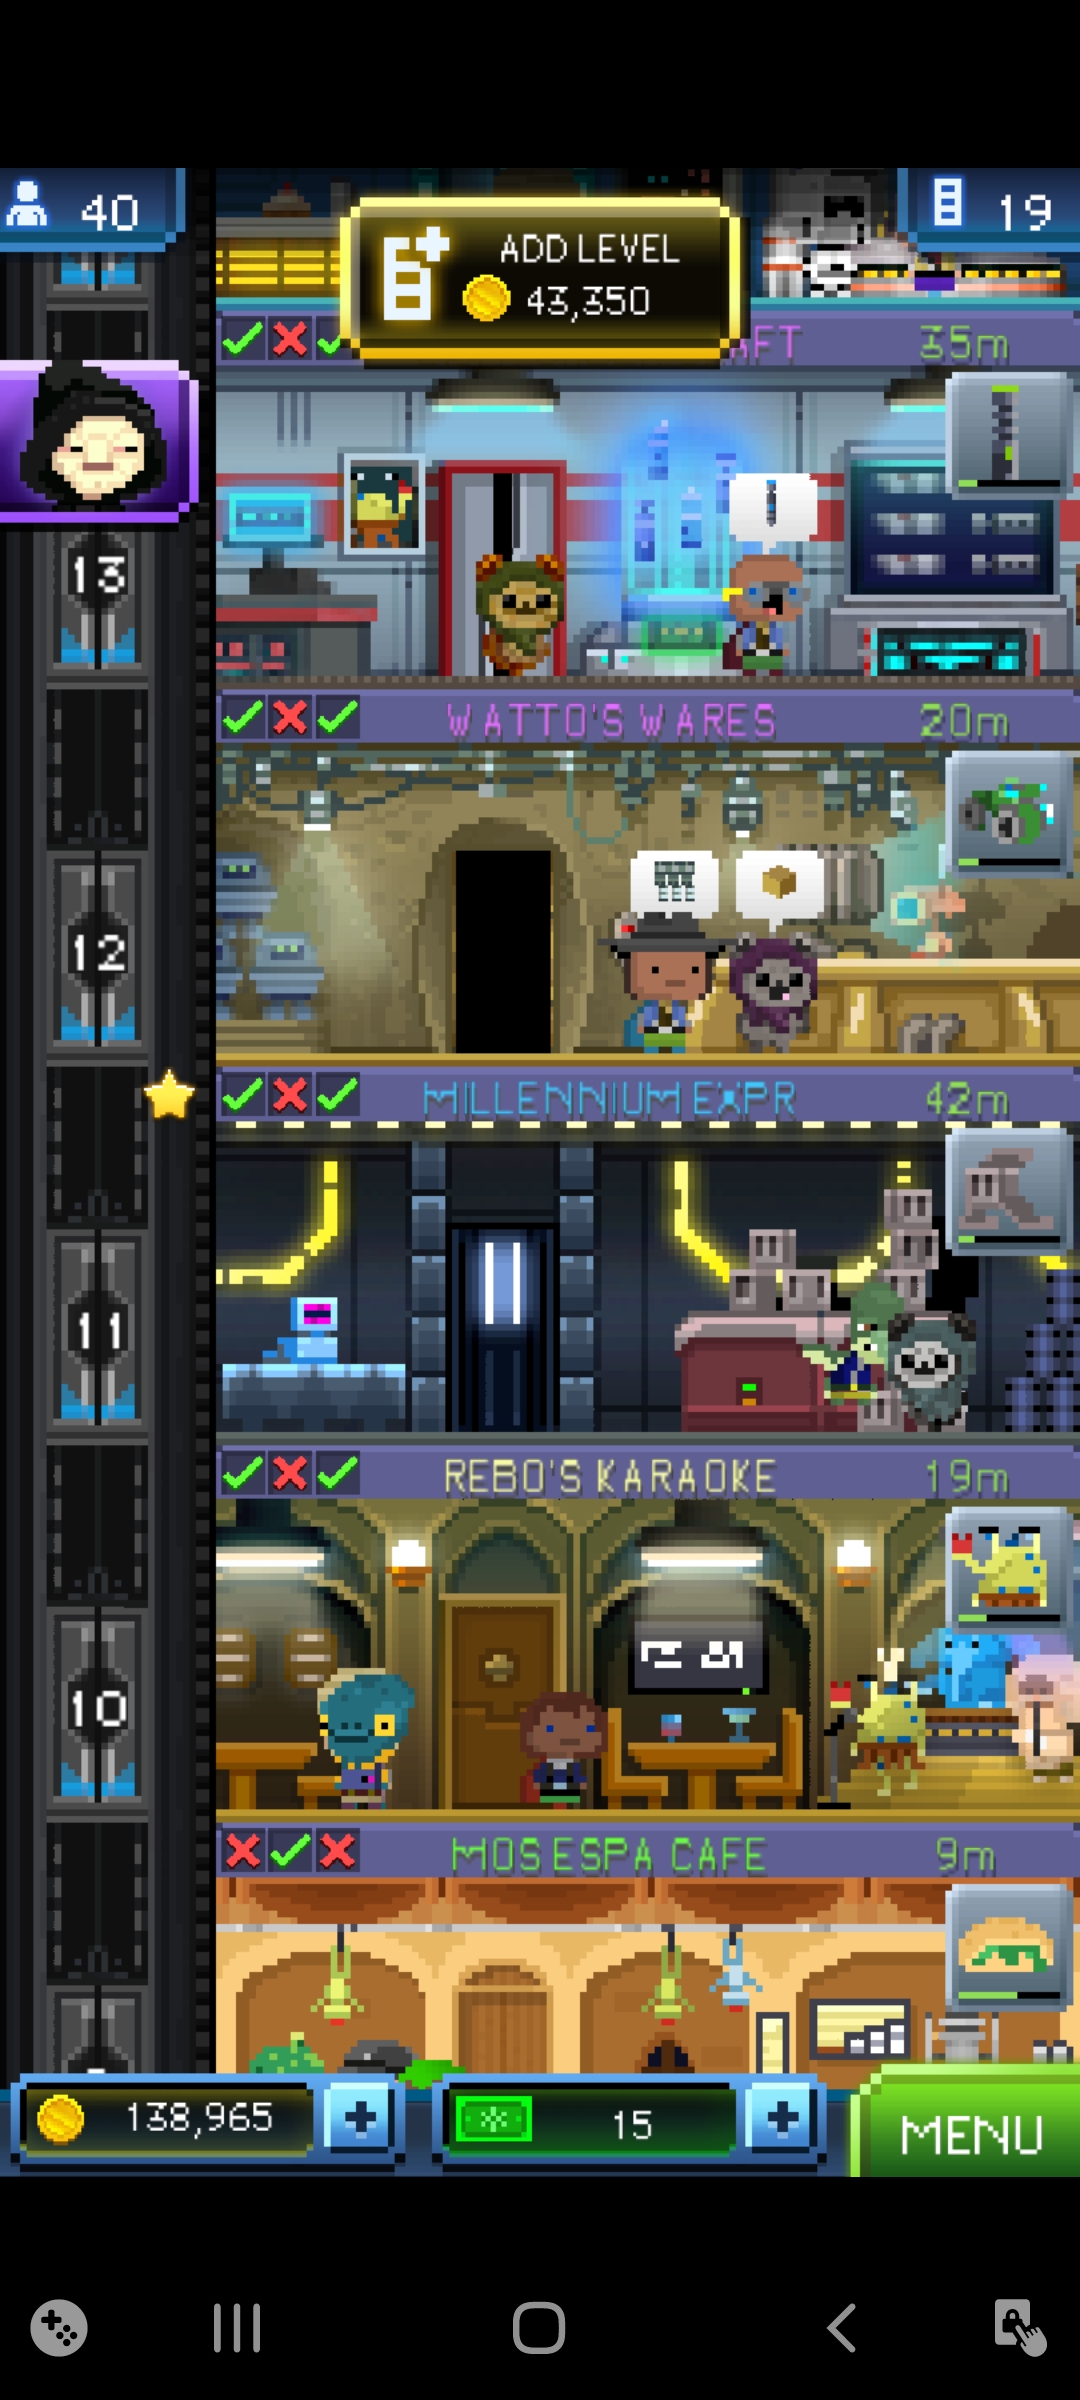 40
19
ADD LEVEL
43,350
35m
13
WATTO'S WARES
20m
12
MILLENNIUM EXPR
42m
11
REBO'S KARAOKE
19m
10
MOS ESPA CAFE
9m
138,965
15
MENU